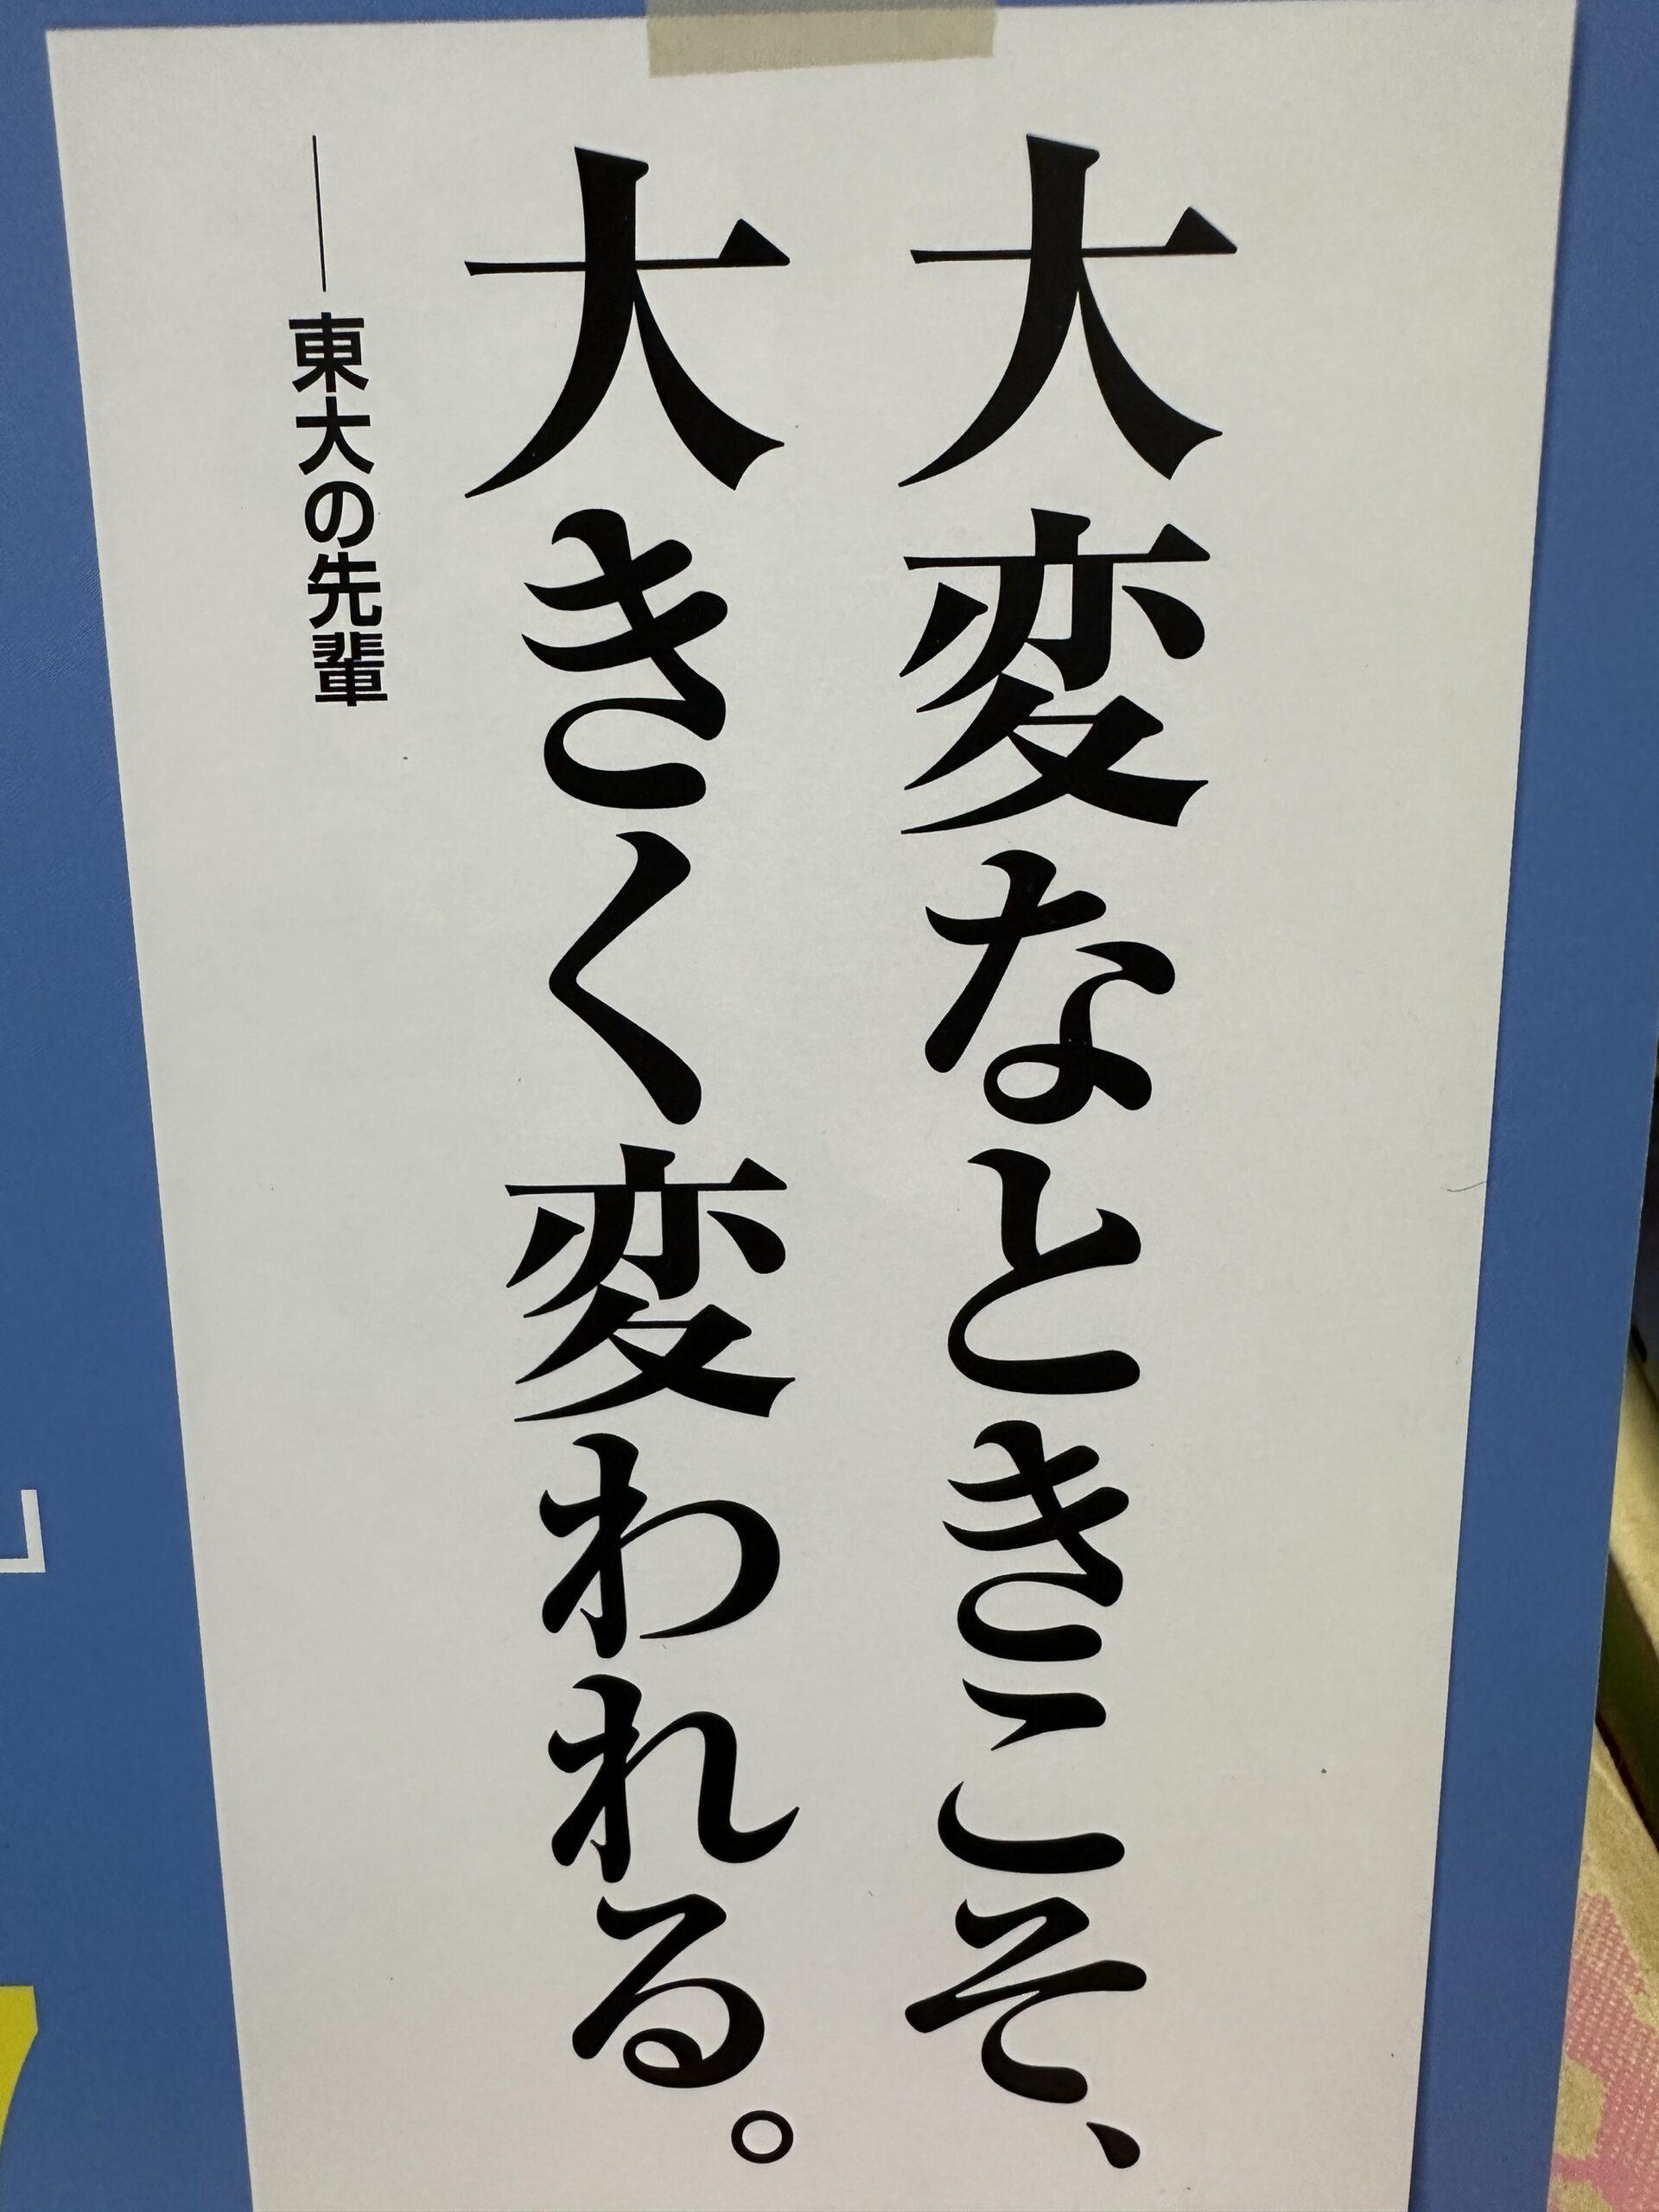 大変なときこそ、
大きく変われる。
── 東大の先輩
」